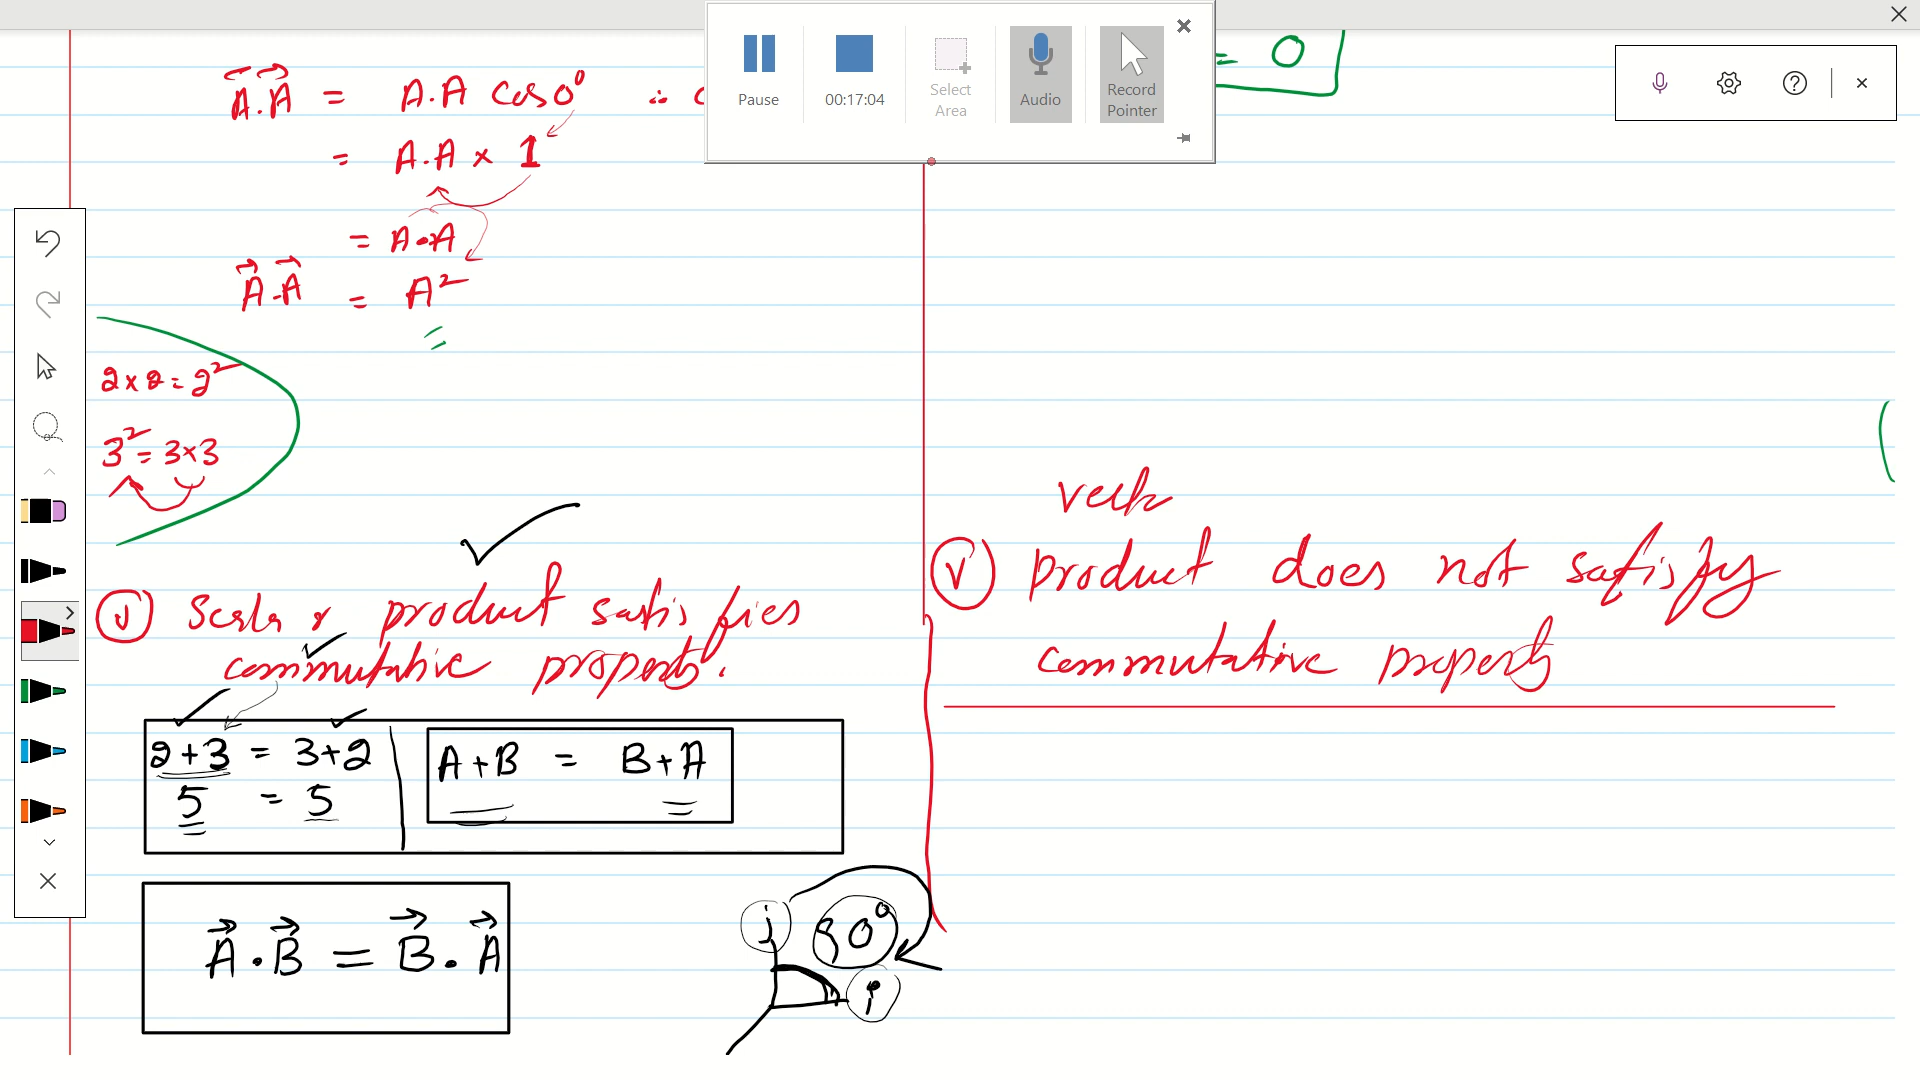 Pause
00:17:04
Select Area
Audio
Record Pointer
= 0
A⃗.A⃗ = A.A Cos0° ∴ c
= A.A × 1
= A.A
A⃗.A⃗ = A²
2×2=2²
3²=3×3
(v) Scalar product satisfies
commutative property.
2+3 = 3+2
5 = 5
A+B = B+A
A⃗.B⃗ = B⃗.A⃗
j 90°
i
(v) product does not satisfy
commutative property